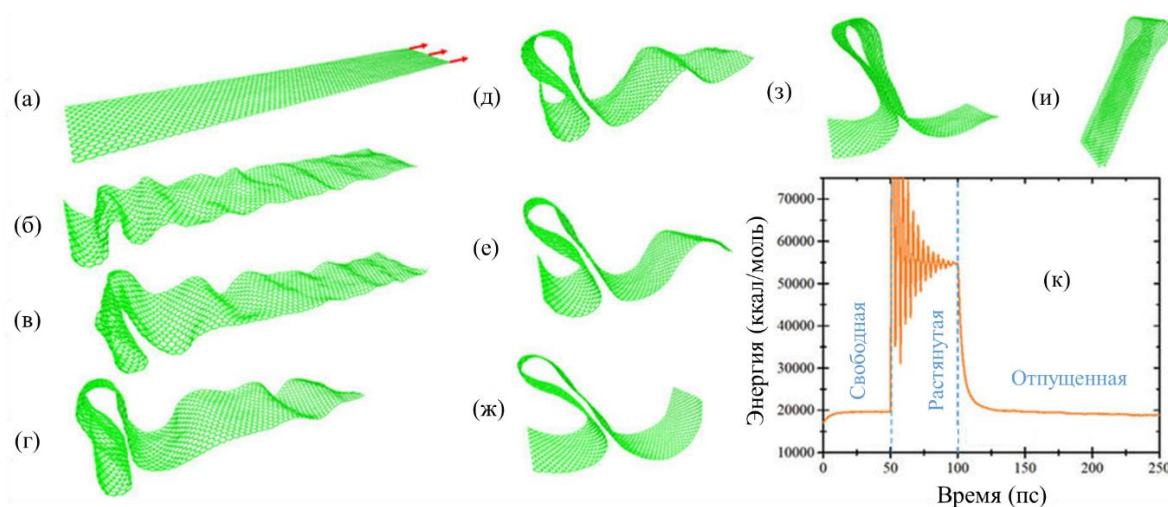 (а)
(б)
(в)
(г)
(д)
(е)
(ж)
(з)
(и)
(к)
Энергия (ккал/моль)
70000
60000
50000
40000
30000
20000
10000
Свободная
Растянутая
Отпущенная
0
50
100
150
200
250
Время (пс)